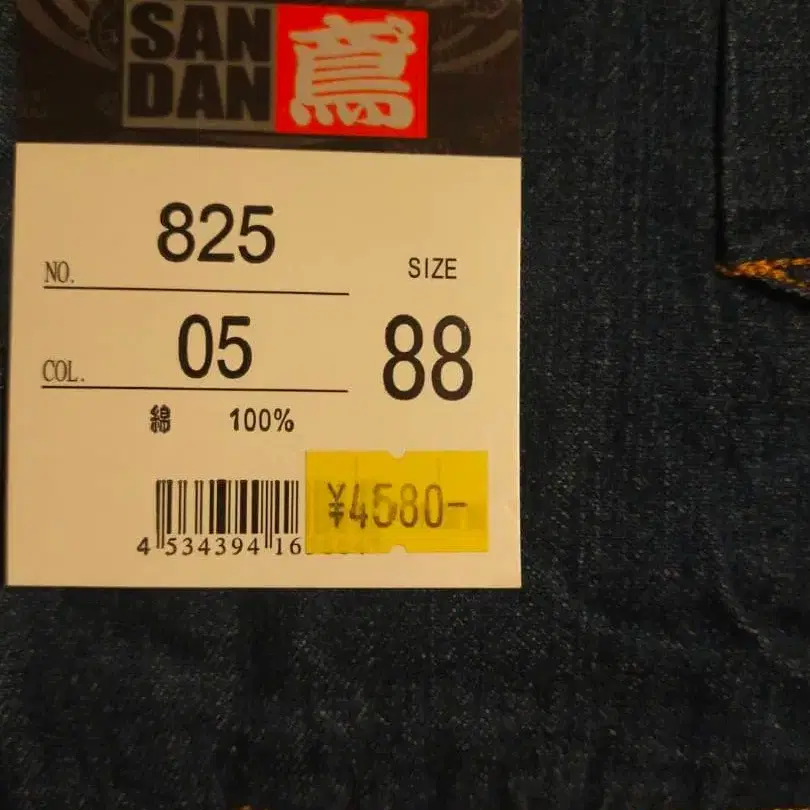 SAN
DAN
鳶
825
NO.
SIZE
05
COL.
88
綿 100%
¥4580-
4 534394 16